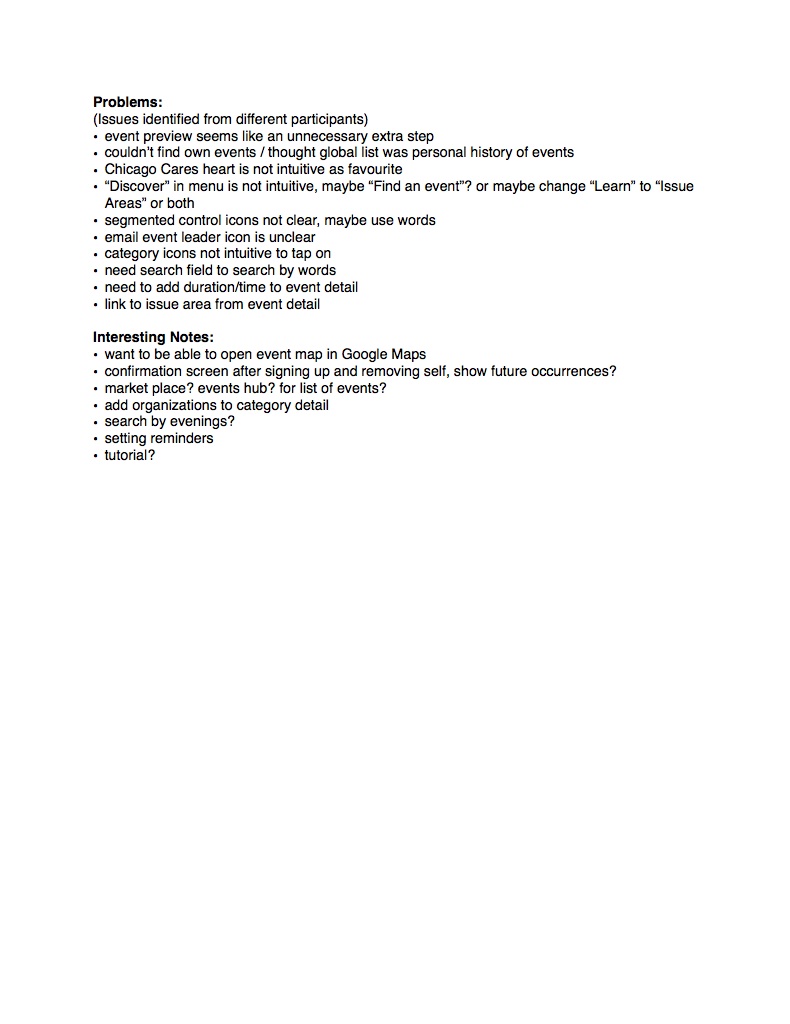 Problems:
(Issues identified from different participants)
• event preview seems like an unnecessary extra step
• couldn't find own events / thought global list was personal history of events
• Chicago Cares heart is not intuitive as favourite
• “Discover” in menu is not intuitive, maybe “Find an event”? or maybe change “Learn” to “Issue
Areas” or both
• segmented control icons not clear, maybe use words
• email event leader icon is unclear
• category icons not intuitive to tap on
• need search field to search by words
• need to add duration/time to event detail
• link to issue area from event detail
Interesting Notes:
• want to be able to open event map in Google Maps
• confirmation screen after signing up and removing self, show future occurrences?
• market place? events hub? for list of events?
• add organizations to category detail
• search by evenings?
• setting reminders
• tutorial?